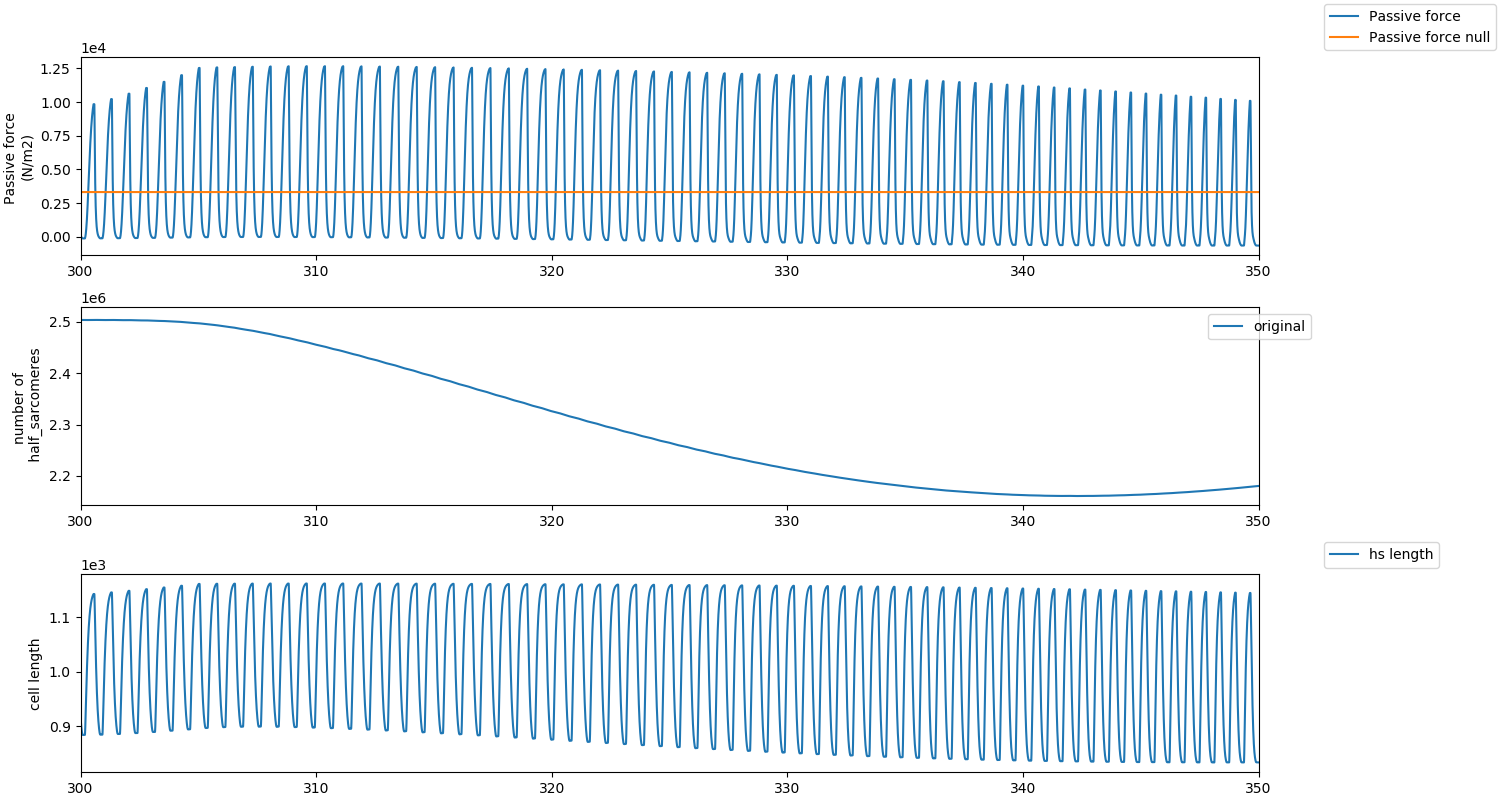 Passive force
Passive force null
1e4
Passive force
(N/m2)
1.25
1.00
0.75
0.50
0.25
0.00
300
310
320
330
340
350
1e6
original
number of
half_sarcomeres
2.5
2.4
2.3
2.2
300
310
320
330
340
350
hs length
1e3
cell length
1.1
1.0
0.9
300
310
320
330
340
350